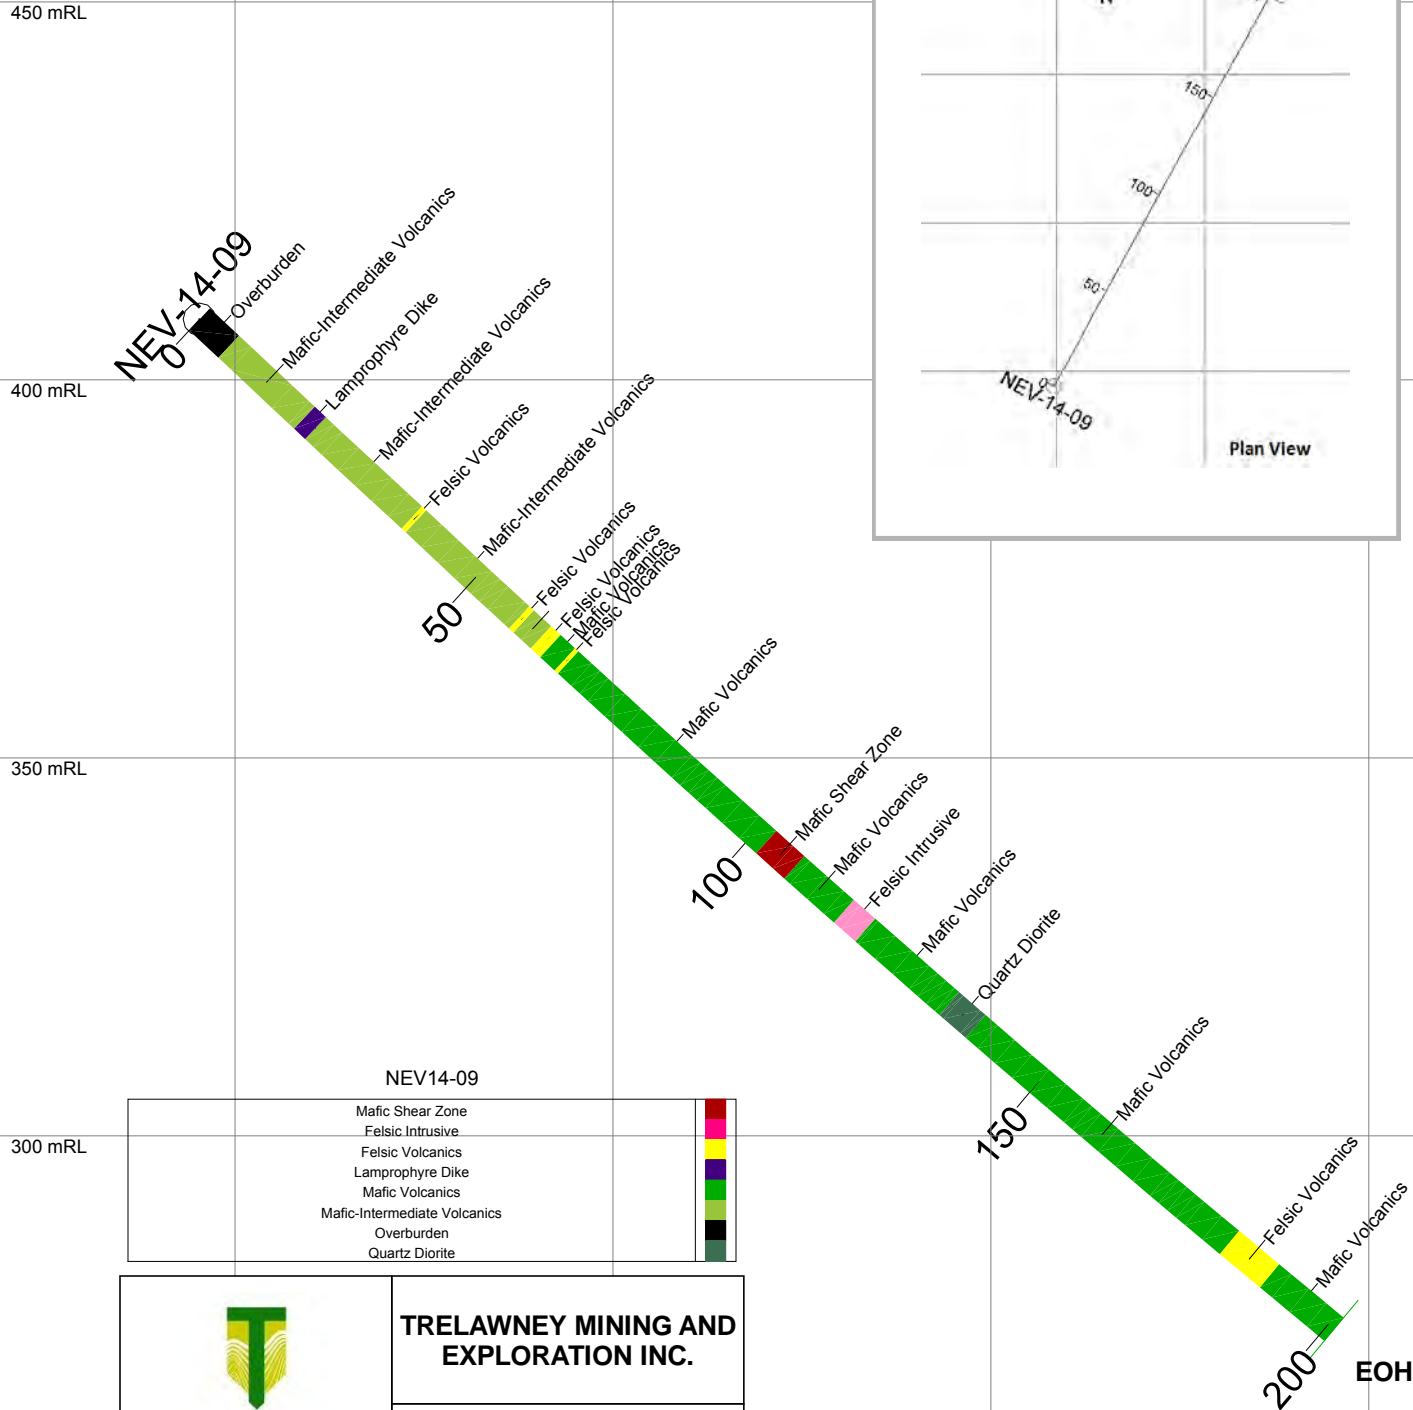 450 mRL
N
150
100
50
0
NEV-14-09
Plan View
NEV-14-09
0
Overburden
Mafic-Intermediate Volcanics
Lamprophyre Dike
Mafic-Intermediate Volcanics
Felsic Volcanics
Mafic-Intermediate Volcanics
400 mRL
50
Felsic Volcanics
Felsic Volcanics
Mafic Volcanics
Felsic Volcanics
Mafic Volcanics
350 mRL
100
Mafic Shear Zone
Mafic Volcanics
Felsic Intrusive
Mafic Volcanics
Quartz Diorite
Mafic Volcanics
150
300 mRL
Felsic Volcanics
Mafic Volcanics
200
EOH
NEV14-09
Mafic Shear Zone
Felsic Intrusive
Felsic Volcanics
Lamprophyre Dike
Mafic Volcanics
Mafic-Intermediate Volcanics
Overburden
Quartz Diorite
TRELAWNEY MINING AND
EXPLORATION INC.